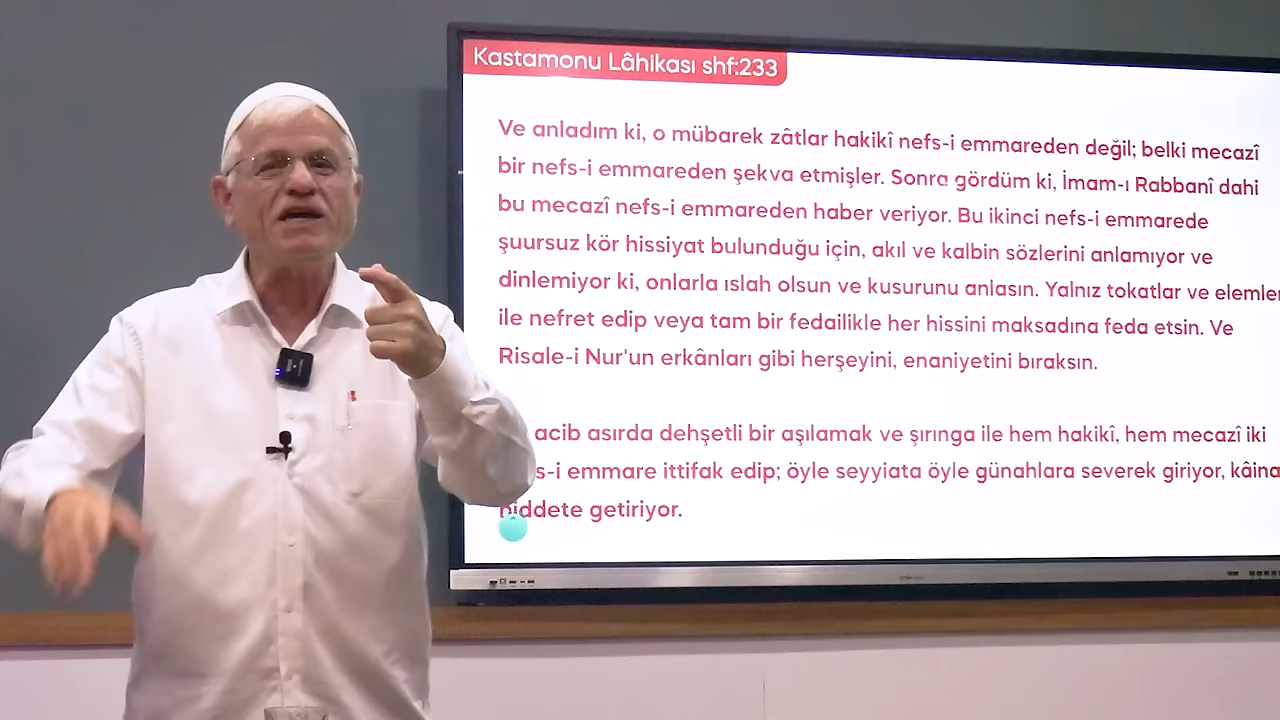 Kastamonu Lâhikası shf:233
Ve anladım ki, o mübarek zâtlar hakikî nefs-i emmareden değil; belki mecazî
bir nefs-i emmareden şekva etmişler. Sonra gördüm ki, İmam-ı Rabbanî dahi
bu mecazî nefs-i emmareden haber veriyor. Bu ikinci nefs-i emmarede
şuursuz kör hissiyat bulunduğu için, akıl ve kalbin sözlerini anlamıyor ve
dinlemiyor ki, onlarla ıslah olsun ve kusurunu anlasın. Yalnız tokatlar ve elemler
ile nefret edip veya tam bir fedailikle her hissini maksadına feda etsin. Ve
Risale-i Nur'un erkânları gibi herşeyini, enaniyetini bıraksın.
acib asırda dehşetli bir aşılamak ve şırınga ile hem hakikî, hem mecazî iki
s-i emmare ittifak edip; öyle seyyiata öyle günahlara severek giriyor, kâina
hiddete getiriyor.